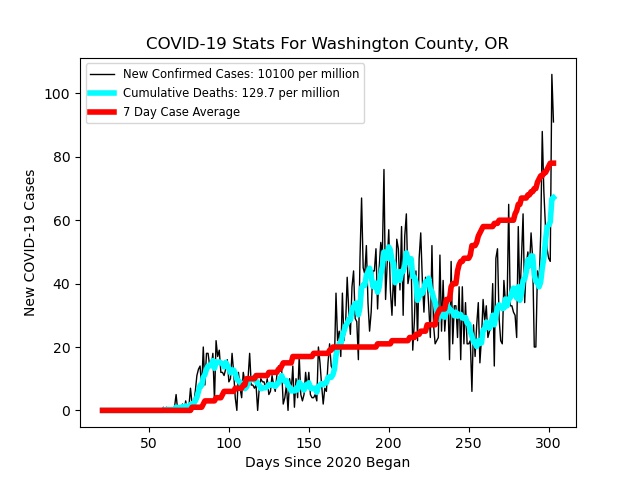 COVID-19 Stats For Washington County, OR
New Confirmed Cases: 10100 per million
Cumulative Deaths: 129.7 per million
7 Day Case Average
New COVID-19 Cases
100
80
60
40
20
0
50 100 150 200 250 300
Days Since 2020 Began